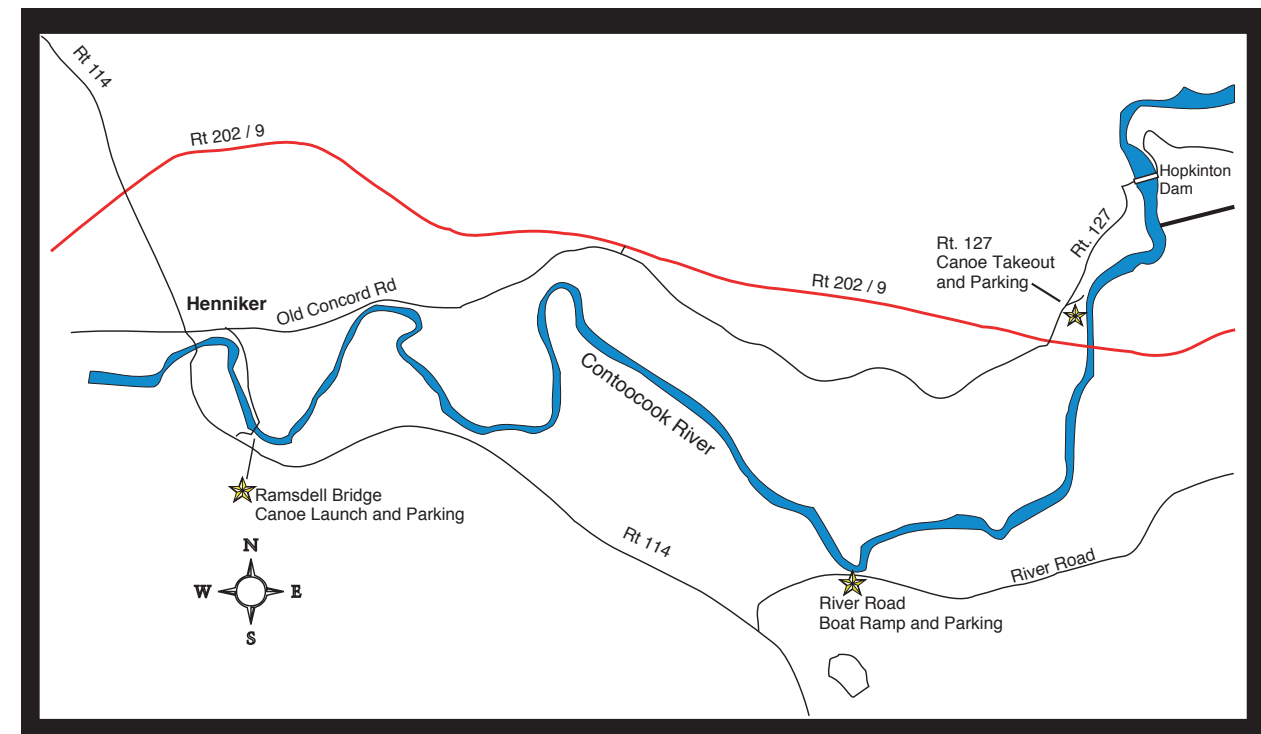 Rt 114
Rt 202 / 9
Hopkinton
Dam
Rt. 127
Rt. 127
Canoe Takeout
and Parking
Rt 202 / 9
Henniker
Old Concord Rd
Contoocook River
Ramsdell Bridge
Canoe Launch and Parking
Rt 114
River Road
River Road
Boat Ramp and Parking
N
W
E
S